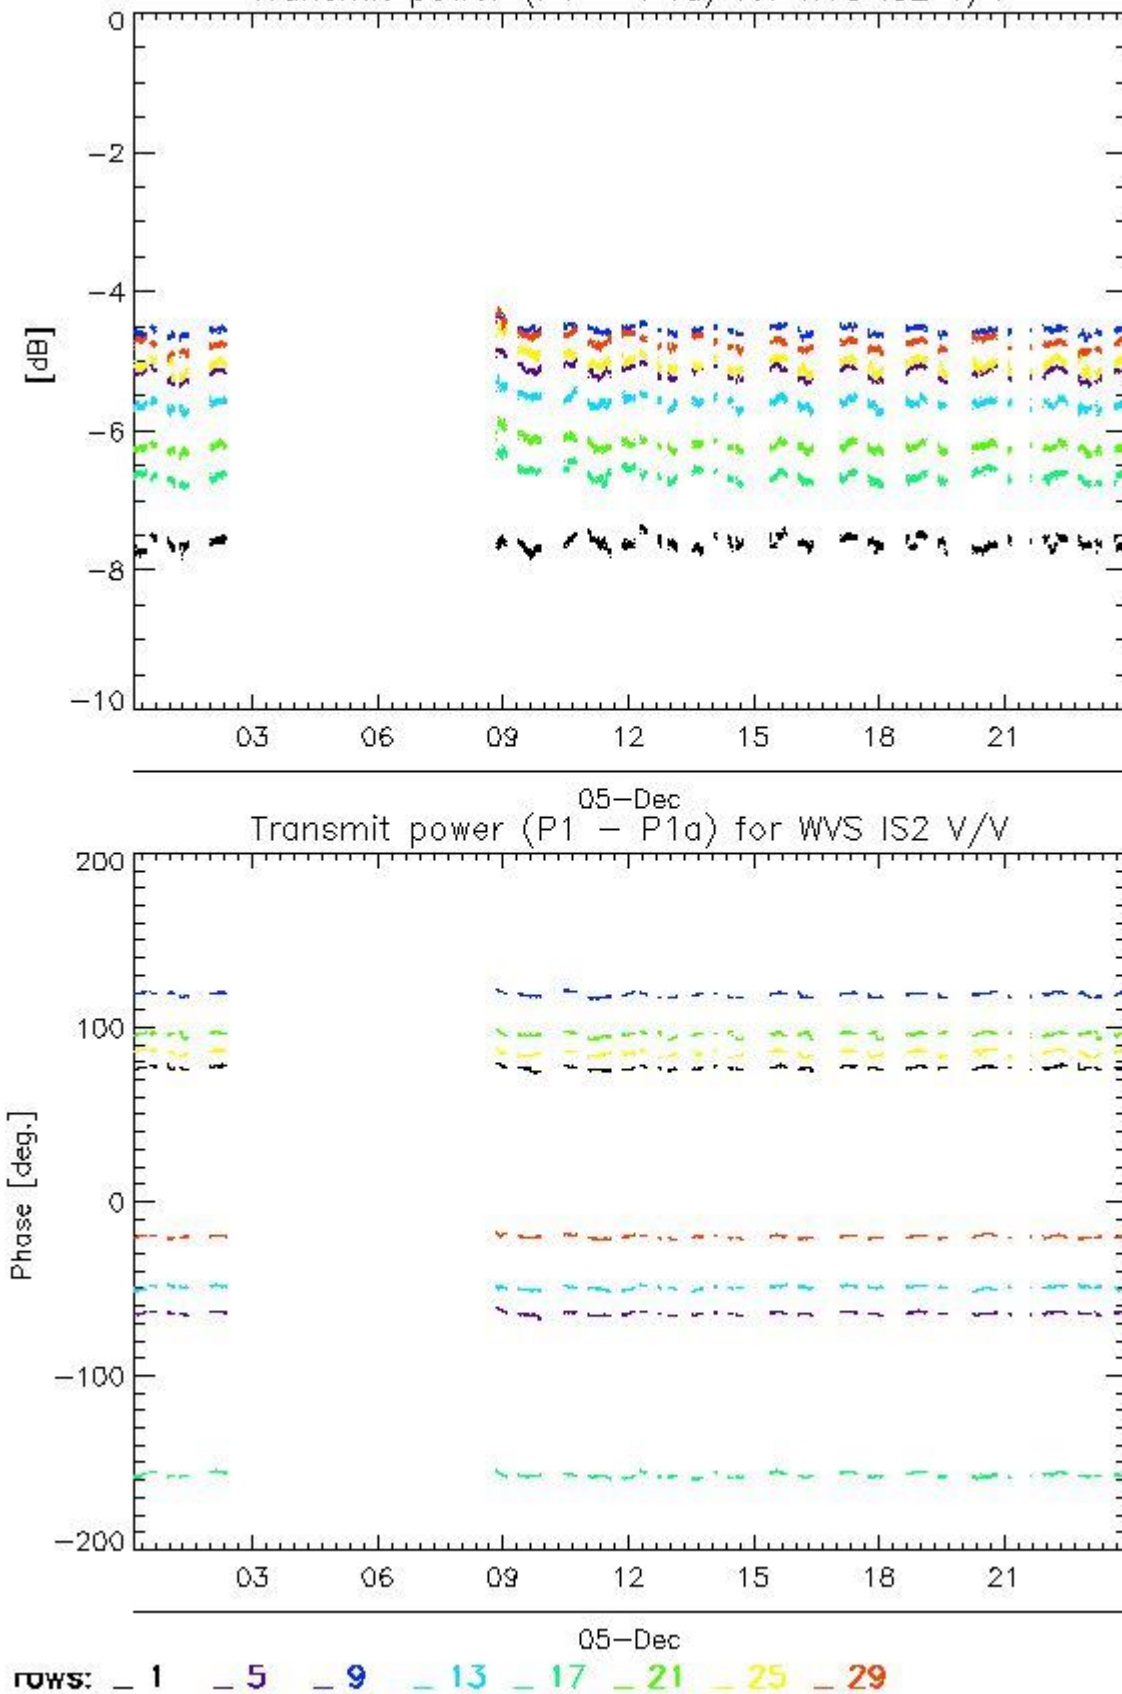 0
-2
-4
[dB]
-6
-8
-10
03 06 09 12 15 18 21
05-Dec
Transmit power (P1 - P1a) for WVS IS2 V/V
200
100
0
Phase [deg.]
-100
-200
03 06 09 12 15 18 21
05-Dec
rows: _ 1 _ 5 _ 9 _ 13 _ 17 _ 21 _ 25 _ 29